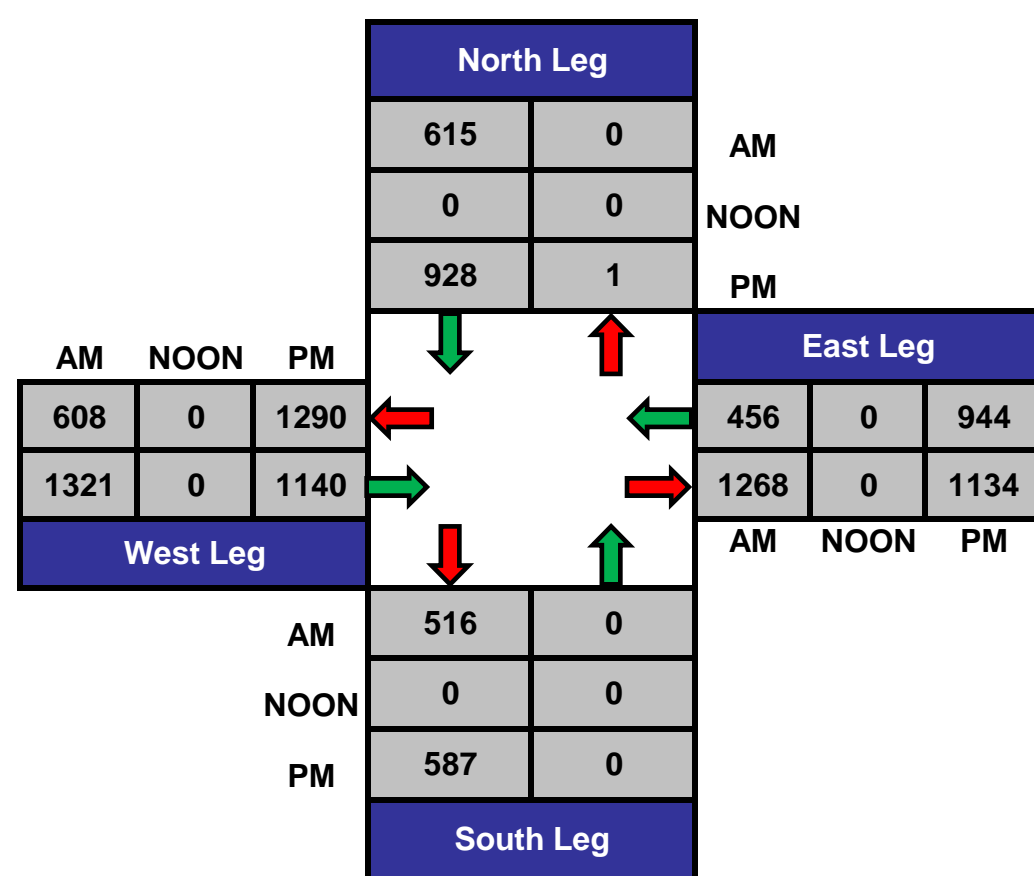 North Leg
615 0 AM
0 0 NOON
928 1 PM
AM NOON PM East Leg
608 0 1290 456 0 944
1321 0 1140 1268 0 1134
West Leg AM NOON PM
AM 516 0
NOON 0 0
PM 587 0
South Leg